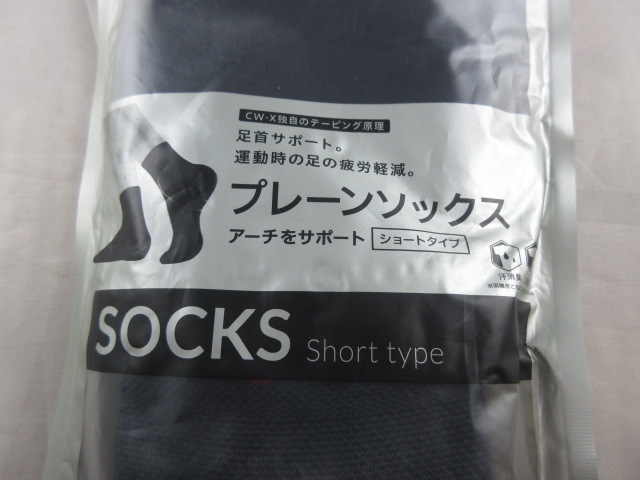 CW-X独自のテーピング原理
足首サポート。
運動時の足の疲労軽減。
プレーンソックス
アーチをサポート ショートタイプ
SOCKS Short type